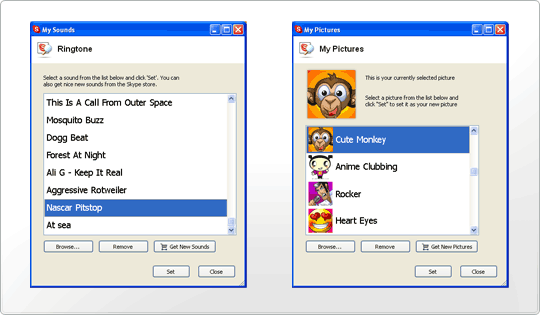 My Sounds
Ringtone
Select a sound from the list below and click 'Set'. You can
also get nice new sounds from the Skype store.
This Is A Call From Outer Space
Mosquito Buzz
Dogg Beat
Forest At Night
Ali G - Keep It Real
Aggressive Rotweiler
Nascar Pitstop
At sea
Browse...
Remove
Get New Sounds
Set
Close
My Pictures
My Pictures
This is your currently selected picture
Select a picture from the list below and
click "Set" to set it as your new picture
Cute Monkey
Anime Clubbing
Rocker
Heart Eyes
Browse...
Remove
Get New Pictures
Set
Close